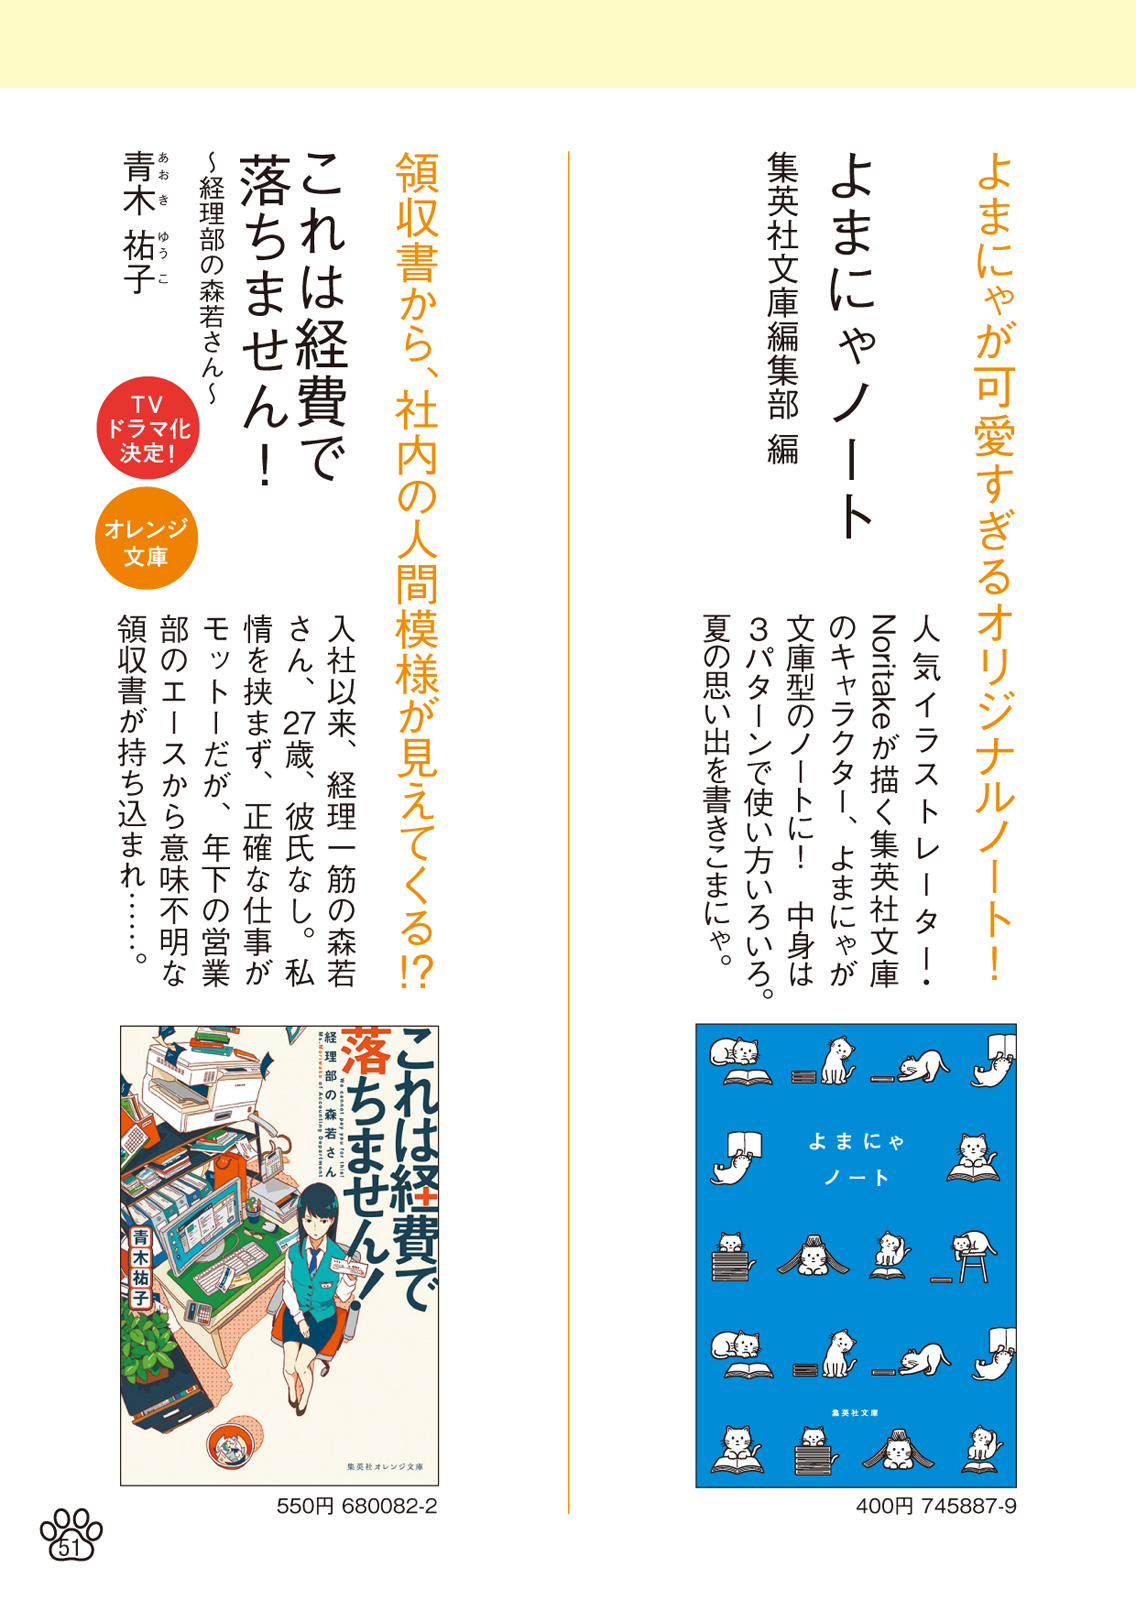 よまにゃが可愛すぎるオリジナルノート！
よまにゃノート
集英社文庫編集部 編
人気イラストレーター・
Noritakeが描く集英社文庫
のキャラクター、よまにゃが
文庫型のノートに！　中身は
3パターンで使い方いろいろ。
夏の思い出を書きこまにゃ。
よまにゃ
ノート
集英社文庫
400円 745887-9
領収書から、社内の人間模様が見えてくる!?
これは経費で
落ちません！
～経理部の森若さん～
青木 祐子
あおき ゆうこ
TV
ドラマ化
決定！
オレンジ
文庫
入社以来、経理一筋の森若
さん、27歳、彼氏なし。私
情を挟まず、正確な仕事が
モットーだが、年下の営業
部のエースから意味不明な
領収書が持ち込まれ……。
これは経費で
落ちません！
We cannot pay you for this!
経理部の森若さん
Ms. Moriwaka of Accounting Department
青木祐子
集英社オレンジ文庫
550円 680082-2
51